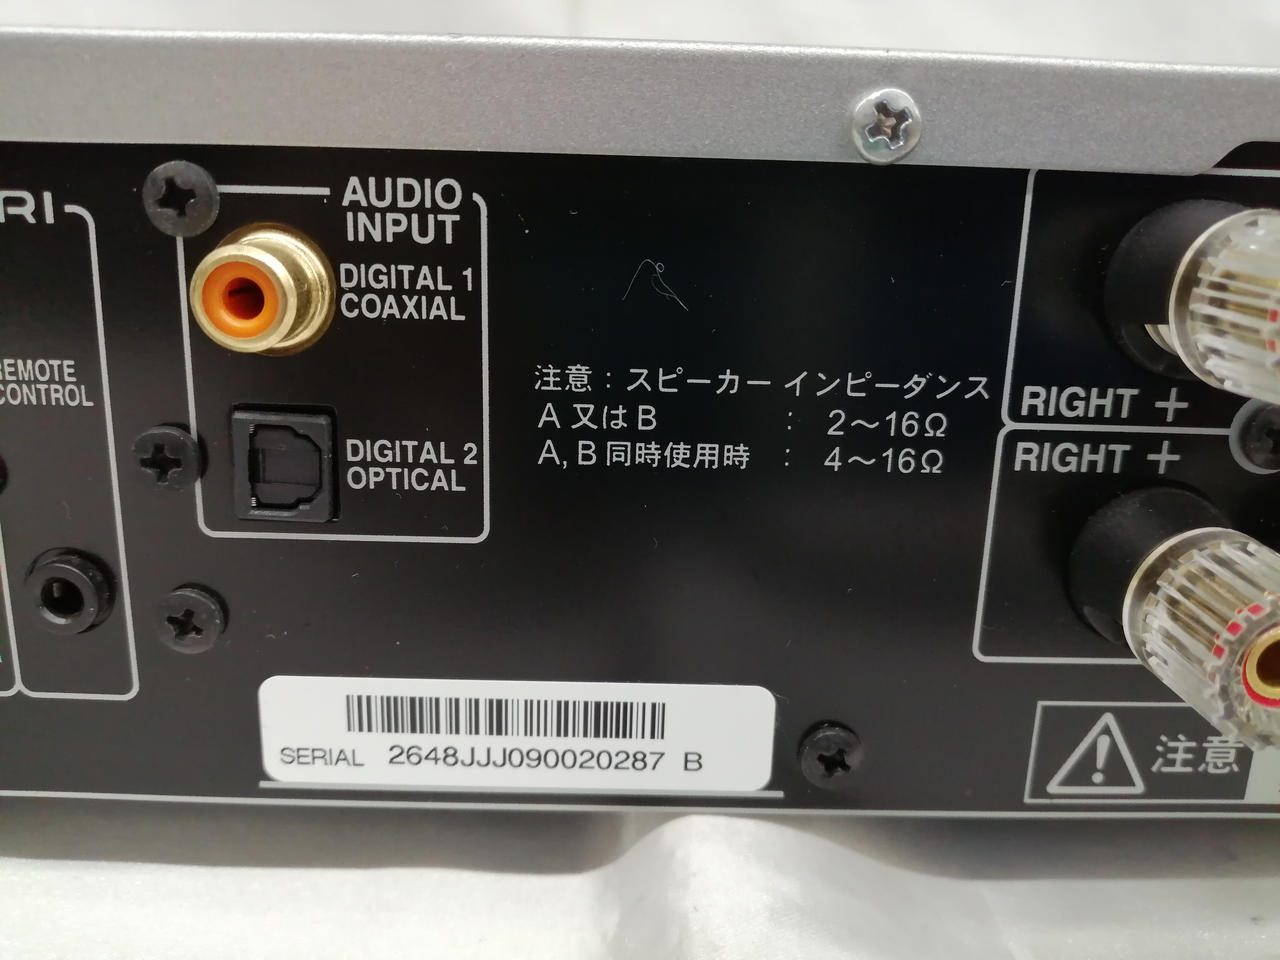 RI
REMOTE
CONTROL
AUDIO
INPUT
DIGITAL 1
COAXIAL
DIGITAL 2
OPTICAL
注意：スピーカー インピーダンス
A 又は B : 2～16Ω
A, B 同時使用時 : 4～16Ω
RIGHT +
RIGHT +
SERIAL 2648JJJ090020287 B
注意